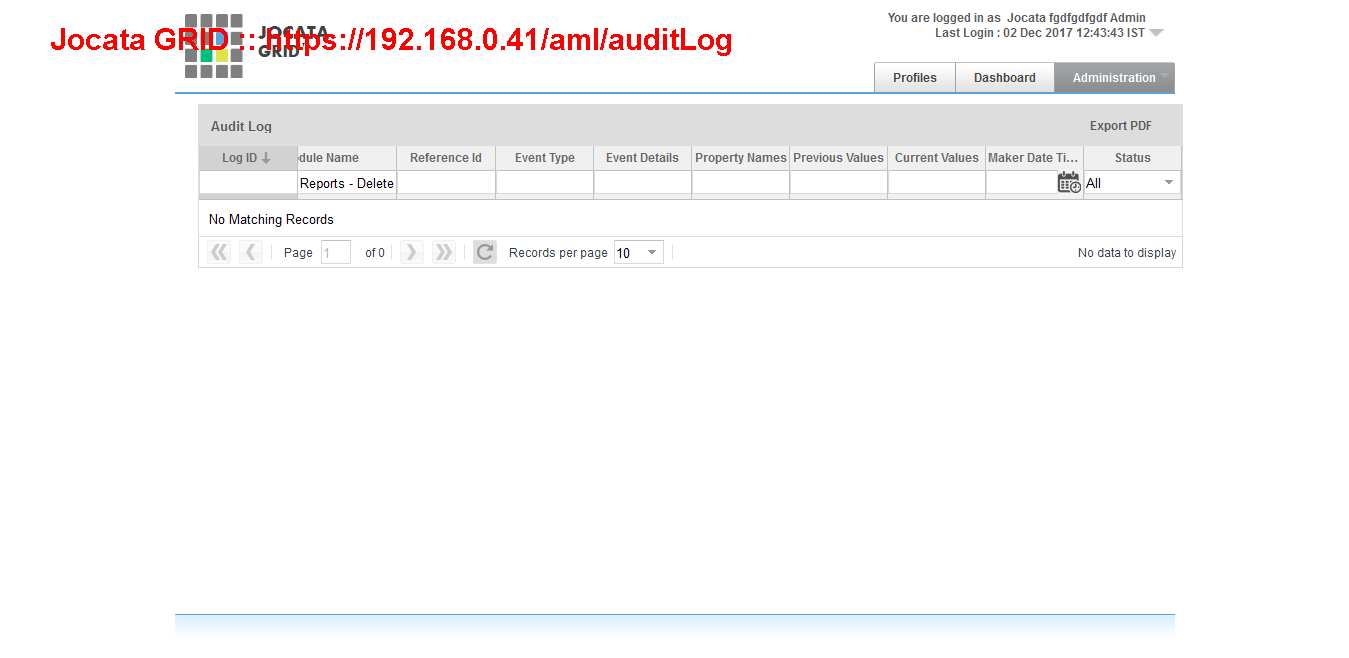 You are logged in as Jocata fgdfgdfgdf Admin
Last Login : 02 Dec 2017 12:43:43 IST
JOCATA
GRID
Jocata GRID :: https://192.168.0.41/aml/auditLog
Profiles Dashboard Administration
Audit Log Export PDF
Log ID dule Name Reference Id Event Type Event Details Property Names Previous Values Current Values Maker Date Ti... Status
Reports - Delete All
No Matching Records
Page 1 of 0 Records per page 10 No data to display